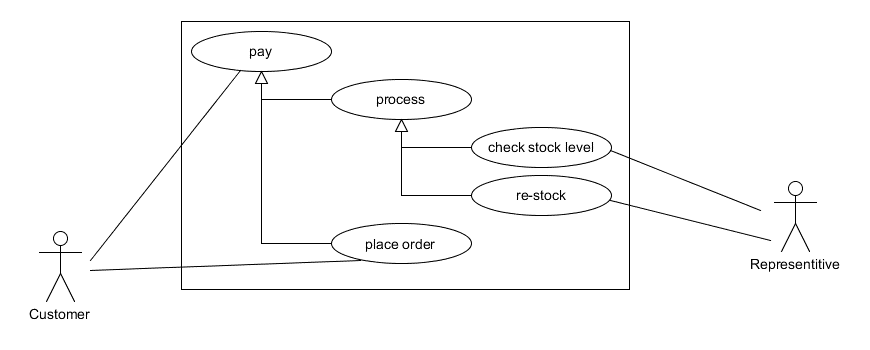 pay
process
check stock level
re-stock
place order
Customer
Representitive